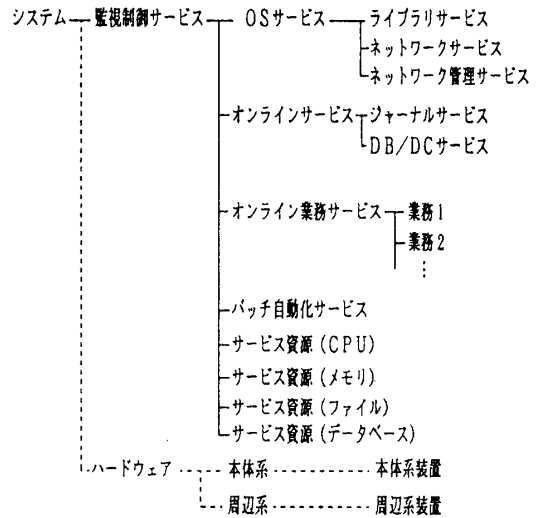 システム 監視制御サービス OSサービス ライブラリサービス
ネットワークサービス
ネットワーク管理サービス
オンラインサービス ジャーナルサービス
DB/DCサービス
オンライン業務サービス 業務1
業務2
⋮
バッチ自動化サービス
サービス資源(CPU)
サービス資源(メモリ)
サービス資源(ファイル)
サービス資源(データベース)
ハードウェア 本体系 本体系装置
周辺系 周辺系装置